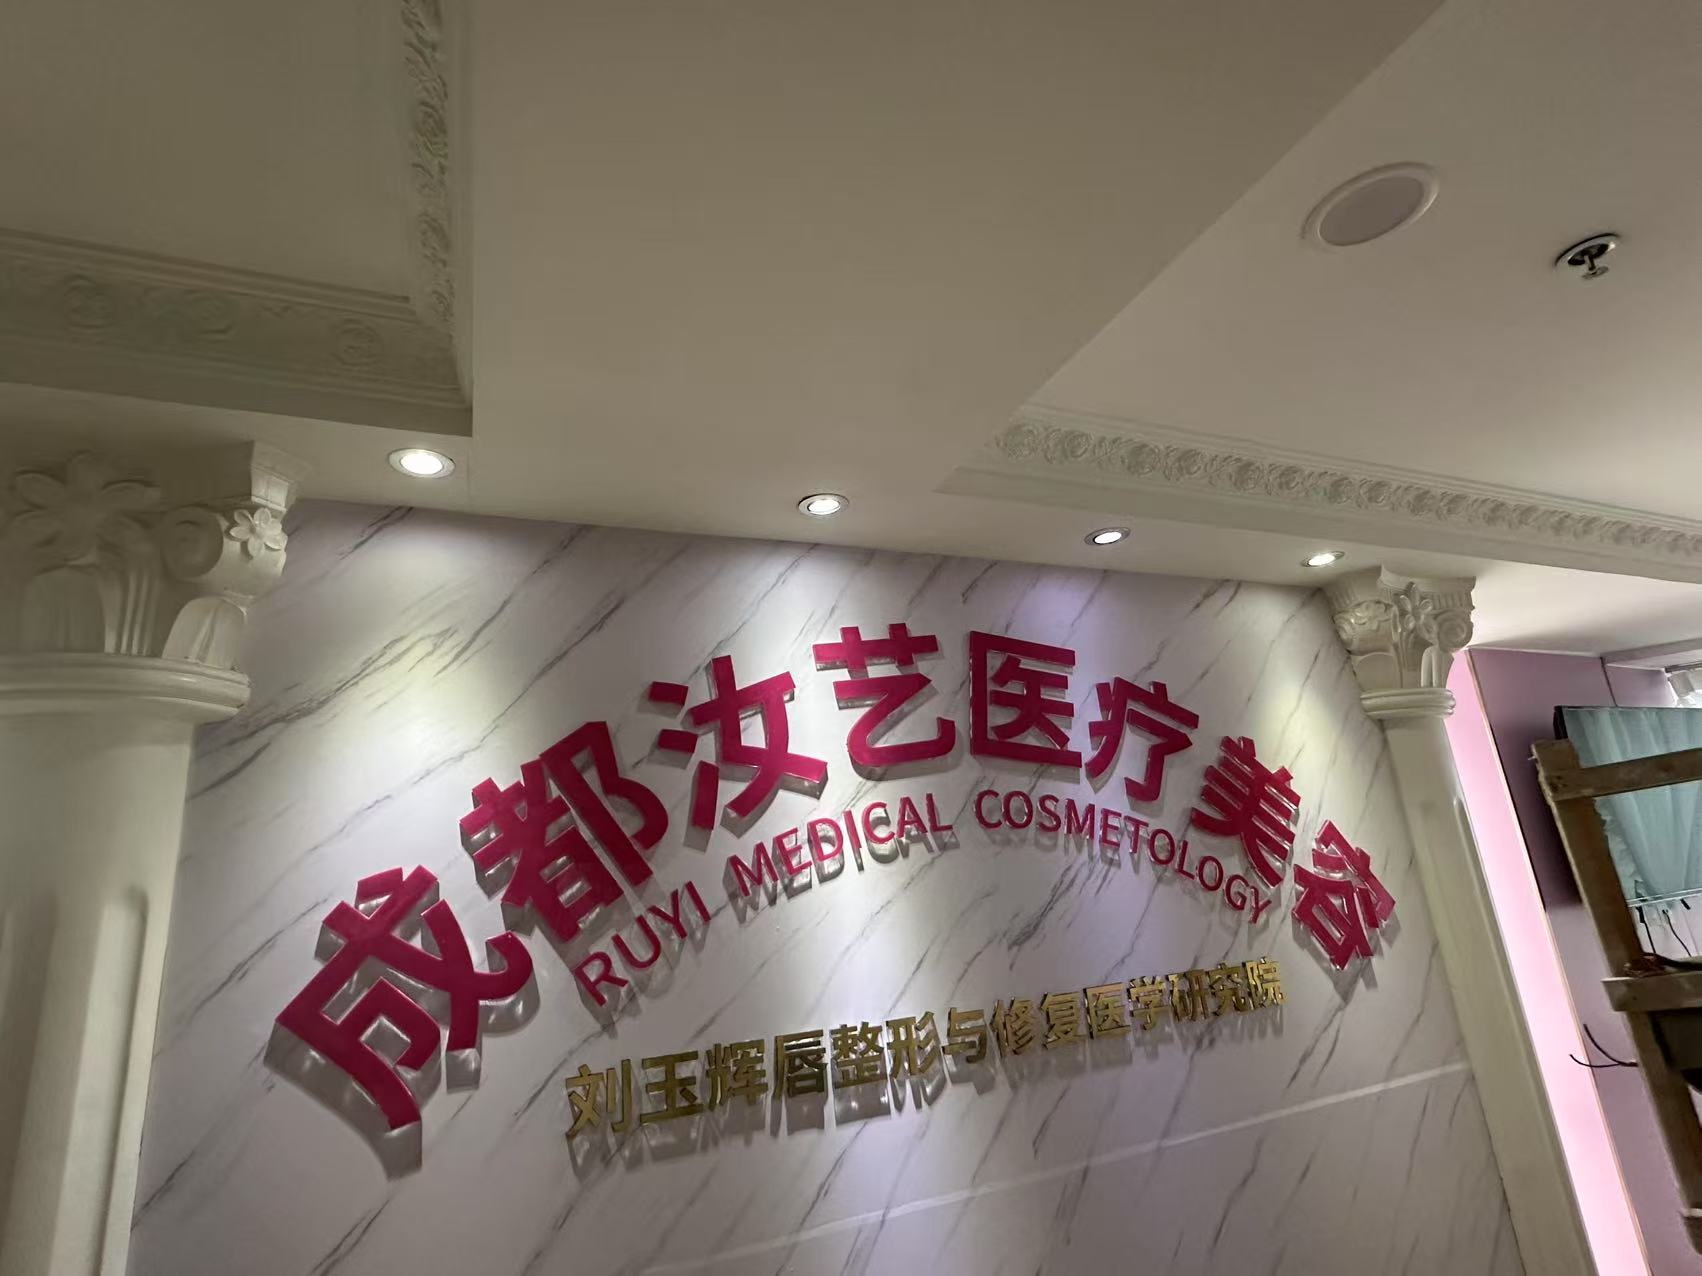 成都汝艺医疗美容
RUYI MEDICAL COSMETOLOGY
刘玉辉唇整形与修复医学研究院